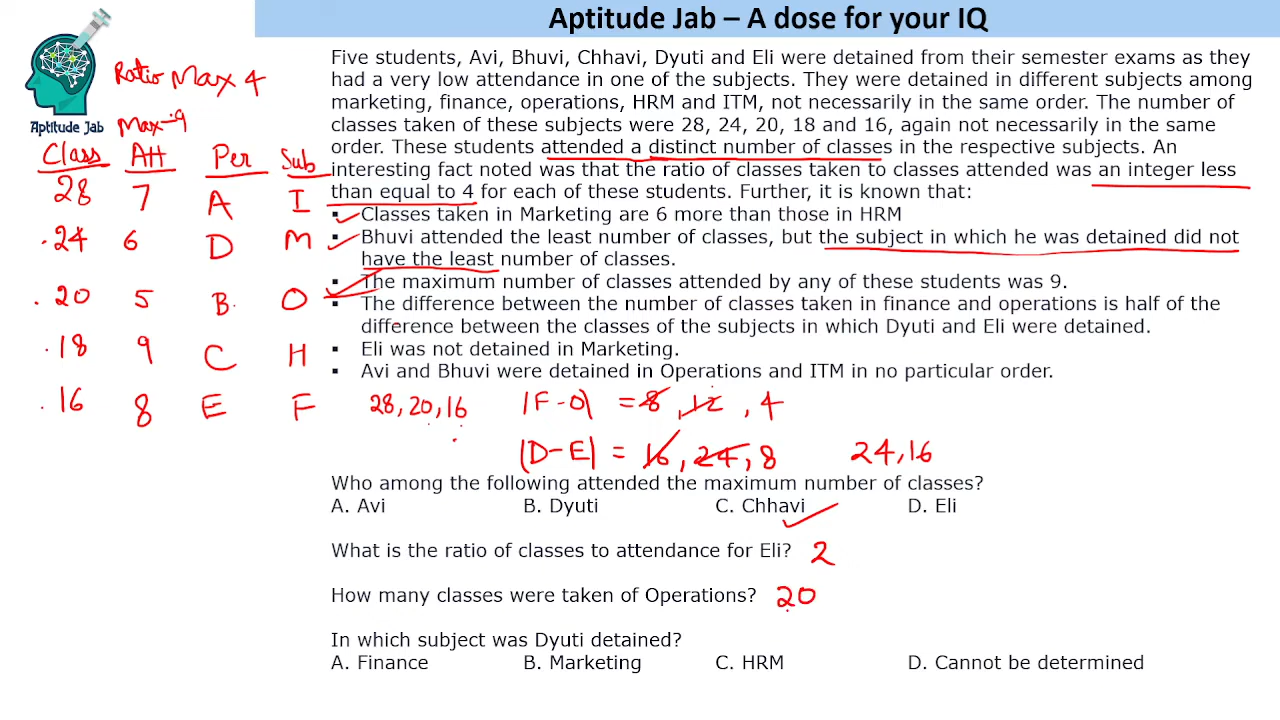 Aptitude Jab – A dose for your IQ
Aptitude Jab
Five students, Avi, Bhuvi, Chhavi, Dyuti and Eli were detained from their semester exams as they
had a very low attendance in one of the subjects. They were detained in different subjects among
marketing, finance, operations, HRM and ITM, not necessarily in the same order. The number of
classes taken of these subjects were 28, 24, 20, 18 and 16, again not necessarily in the same
order. These students attended a distinct number of classes in the respective subjects. An
interesting fact noted was that the ratio of classes taken to classes attended was an integer less
than equal to 4 for each of these students. Further, it is known that:
▪ Classes taken in Marketing are 6 more than those in HRM
▪ Bhuvi attended the least number of classes, but the subject in which he was detained did not
have the least number of classes.
▪ The maximum number of classes attended by any of these students was 9.
▪ The difference between the number of classes taken in finance and operations is half of the
difference between the classes of the subjects in which Dyuti and Eli were detained.
▪ Eli was not detained in Marketing.
▪ Avi and Bhuvi were detained in Operations and ITM in no particular order.
Ratio Max 4
Max - 9
Class Att Per Sub
28 7 A I
24 6 D M
20 5 B O
18 9 C H
16 8 E F
28, 20, 16 |F-O| = 8, 12, 4
|D-E| = 16, 24, 8 24, 16
Who among the following attended the maximum number of classes?
A. Avi B. Dyuti C. Chhavi D. Eli
What is the ratio of classes to attendance for Eli? 2
How many classes were taken of Operations? 20
In which subject was Dyuti detained?
A. Finance B. Marketing C. HRM D. Cannot be determined